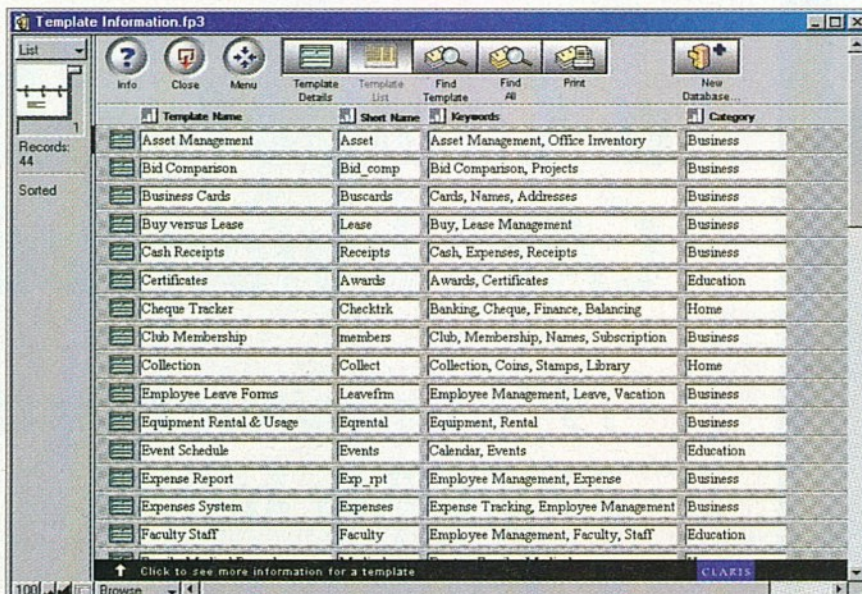 Template Information.fp3
List
Info
Close
Menu
Template Details
Template List
Find Template
Find All
Print
New Database...
1
Records:
44
Sorted
Template Name Short Name Keywords Category
Asset Management Asset Asset Management, Office Inventory Business
Bid Comparison Bid_comp Bid Comparison, Projects Business
Business Cards Buscards Cards, Names, Addresses Business
Buy versus Lease Lease Buy, Lease Management Business
Cash Receipts Receipts Cash, Expenses, Receipts Business
Certificates Awards Awards, Certificates Education
Cheque Tracker Checktrk Banking, Cheque, Finance, Balancing Home
Club Membership members Club, Membership, Names, Subscription Business
Collection Collect Collection, Coins, Stamps, Library Home
Employee Leave Forms Leavefrm Employee Management, Leave, Vacation Business
Equipment Rental & Usage Eqrental Equipment, Rental Business
Event Schedule Events Calendar, Events Education
Expense Report Exp_rpt Employee Management, Expense Business
Expenses System Expenses Expense Tracking, Employee Management Business
Faculty Staff Faculty Employee Management, Faculty, Staff Education
Click to see more information for a template CLARIS
100 Browse